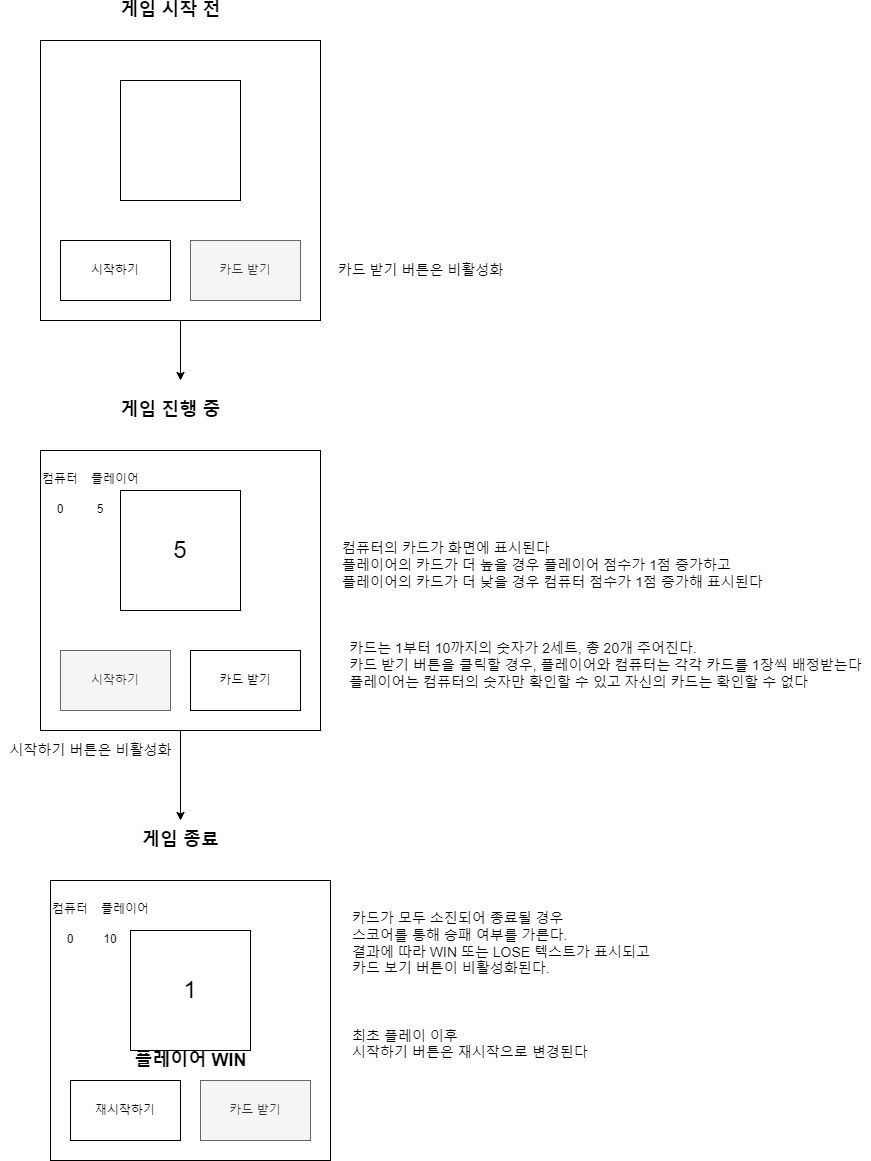 게임 시작 전
시작하기
카드 받기
카드 받기 버튼은 비활성화
게임 진행 중
컴퓨터 플레이어
0 5
5
컴퓨터의 카드가 화면에 표시된다
플레이어의 카드가 더 높을 경우 플레이어 점수가 1점 증가하고
플레이어의 카드가 더 낮을 경우 컴퓨터 점수가 1점 증가해 표시된다
카드는 1부터 10까지의 숫자가 2세트, 총 20개 주어진다.
카드 받기 버튼을 클릭할 경우, 플레이어와 컴퓨터는 각각 카드를 1장씩 배정받는다
플레이어는 컴퓨터의 숫자만 확인할 수 있고 자신의 카드는 확인할 수 없다
시작하기
카드 받기
시작하기 버튼은 비활성화
게임 종료
컴퓨터 플레이어
0 10
1
플레이어 WIN
카드가 모두 소진되어 종료될 경우
스코어를 통해 승패 여부를 가른다.
결과에 따라 WIN 또는 LOSE 텍스트가 표시되고
카드 보기 버튼이 비활성화된다.
최초 플레이 이후
시작하기 버튼은 재시작으로 변경된다
재시작하기
카드 받기